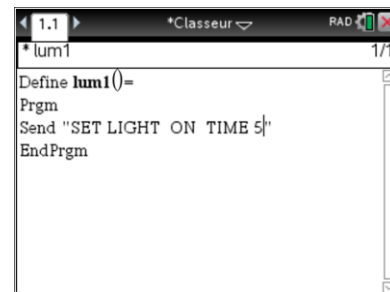 1.1 *Classeur RAD
* lum1 1/1
Define lum1()=
Prgm
Send "SET LIGHT ON TIME 5"
EndPrgm